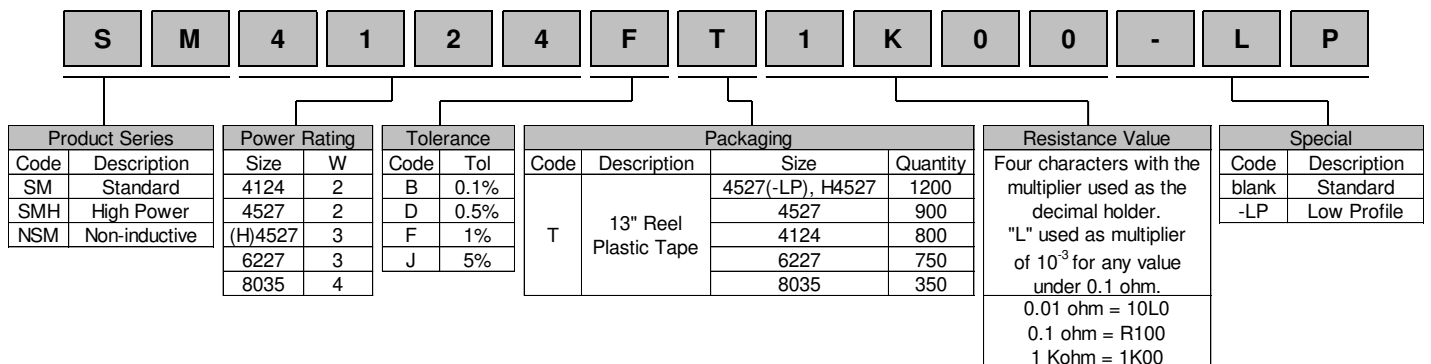 S M 4 1 2 4 F T 1 K 0 0 - L P
Product Series
Code Description
SM Standard
SMH High Power
NSM Non-inductive
Power Rating
Size W
4124 2
4527 2
(H)4527 3
6227 3
8035 4
Tolerance
Code Tol
B 0.1%
D 0.5%
F 1%
J 5%
Packaging
Code Description Size Quantity
T 13" Reel
Plastic Tape
4527(-LP), H4527 1200
4527 900
4124 800
6227 750
8035 350
Resistance Value
Four characters with the
multiplier used as the
decimal holder.
"L" used as multiplier
of 10⁻³ for any value
under 0.1 ohm.
0.01 ohm = 10L0
0.1 ohm = R100
1 Kohm = 1K00
Special
Code Description
blank Standard
-LP Low Profile